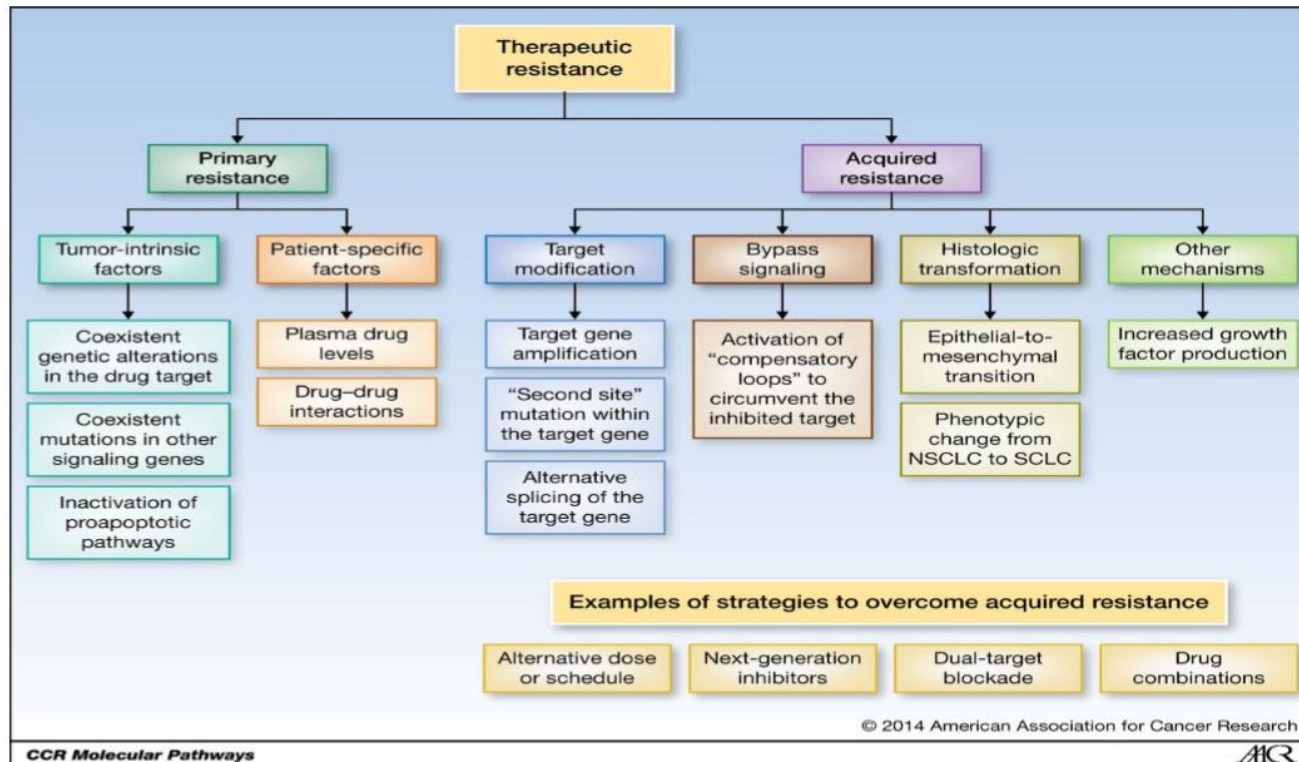 Therapeutic
resistance
Primary
resistance
Acquired
resistance
Tumor-intrinsic
factors
Patient-specific
factors
Target
modification
Bypass
signaling
Histologic
transformation
Other
mechanisms
Coexistent
genetic alterations
in the drug target
Coexistent
mutations in other
signaling genes
Inactivation of
proapoptotic
pathways
Plasma drug
levels
Drug–drug
interactions
Target gene
amplification
“Second site”
mutation within
the target gene
Alternative
splicing of the
target gene
Activation of
“compensatory
loops” to
circumvent the
inhibited target
Epithelial-to-
mesenchymal
transition
Phenotypic
change from
NSCLC to SCLC
Increased growth
factor production
Examples of strategies to overcome acquired resistance
Alternative dose
or schedule
Next-generation
inhibitors
Dual-target
blockade
Drug
combinations
© 2014 American Association for Cancer Research
CCR Molecular Pathways
AACR